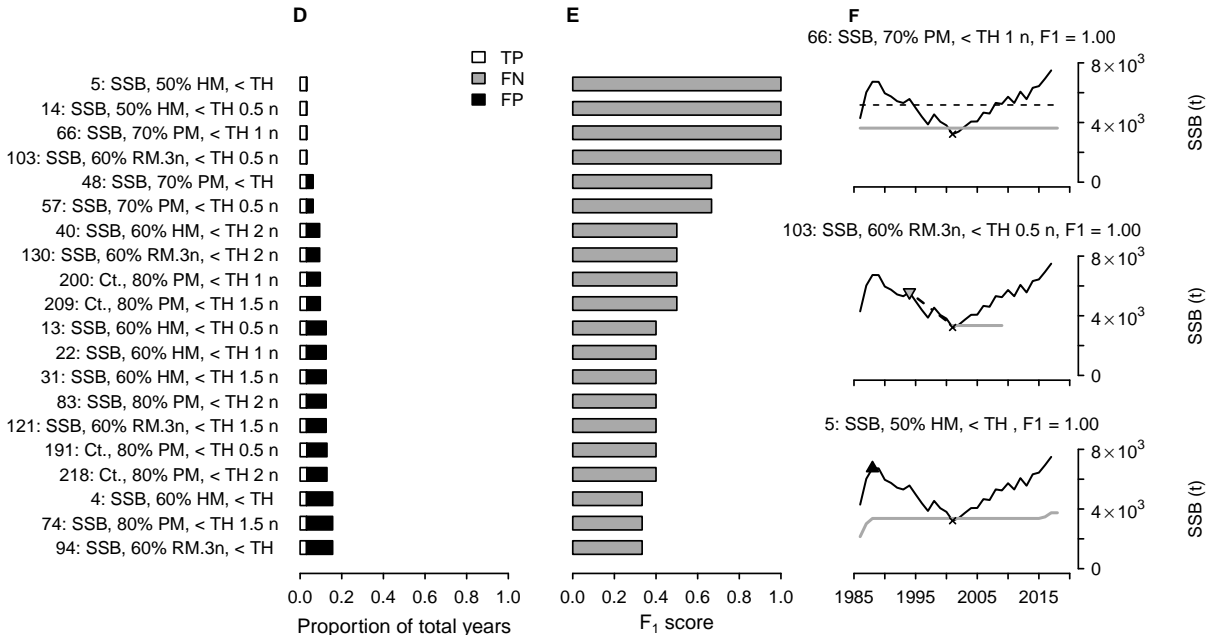 D
E
F
TP
FN
FP
5: SSB, 50% HM, < TH
14: SSB, 50% HM, < TH 0.5 n
66: SSB, 70% PM, < TH 1 n
103: SSB, 60% RM.3n, < TH 0.5 n
48: SSB, 70% PM, < TH
57: SSB, 70% PM, < TH 0.5 n
40: SSB, 60% HM, < TH 2 n
130: SSB, 60% RM.3n, < TH 2 n
200: Ct., 80% PM, < TH 1 n
209: Ct., 80% PM, < TH 1.5 n
13: SSB, 60% HM, < TH 0.5 n
22: SSB, 60% HM, < TH 1 n
31: SSB, 60% HM, < TH 1.5 n
83: SSB, 80% PM, < TH 2 n
121: SSB, 60% RM.3n, < TH 1.5 n
191: Ct., 80% PM, < TH 0.5 n
218: Ct., 80% PM, < TH 2 n
4: SSB, 60% HM, < TH
74: SSB, 80% PM, < TH 1.5 n
94: SSB, 60% RM.3n, < TH
0.0 0.2 0.4 0.6 0.8 1.0
Proportion of total years
0.0 0.2 0.4 0.6 0.8 1.0
F₁ score
66: SSB, 70% PM, < TH 1 n, F1 = 1.00
8×10³
4×10³
0
SSB (t)
103: SSB, 60% RM.3n, < TH 0.5 n, F1 = 1.00
8×10³
4×10³
0
SSB (t)
5: SSB, 50% HM, < TH , F1 = 1.00
8×10³
4×10³
0
SSB (t)
1985 1995 2005 2015